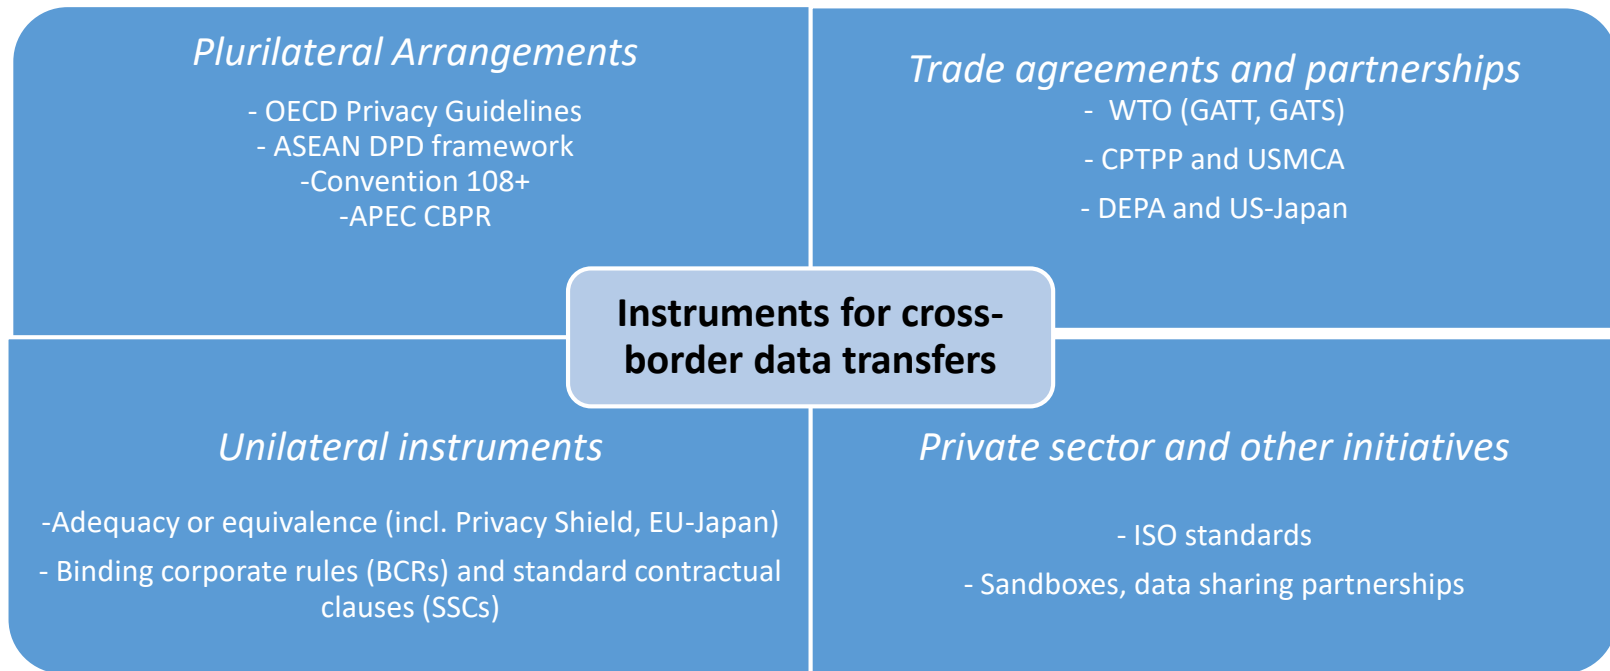 Plurilateral Arrangements
- OECD Privacy Guidelines
- ASEAN DPD framework
-Convention 108+
-APEC CBPR
Trade agreements and partnerships
- WTO (GATT, GATS)
- CPTPP and USMCA
- DEPA and US-Japan
Instruments for cross-
border data transfers
Unilateral instruments
-Adequacy or equivalence (incl. Privacy Shield, EU-Japan)
- Binding corporate rules (BCRs) and standard contractual
clauses (SSCs)
Private sector and other initiatives
- ISO standards
- Sandboxes, data sharing partnerships